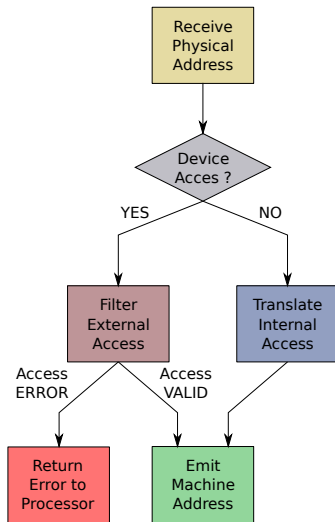 Receive
Physical
Address
Device
Acces ?
YES
NO
Filter
External
Access
Translate
Internal
Access
Access
ERROR
Access
VALID
Return
Error to
Processor
Emit
Machine
Address